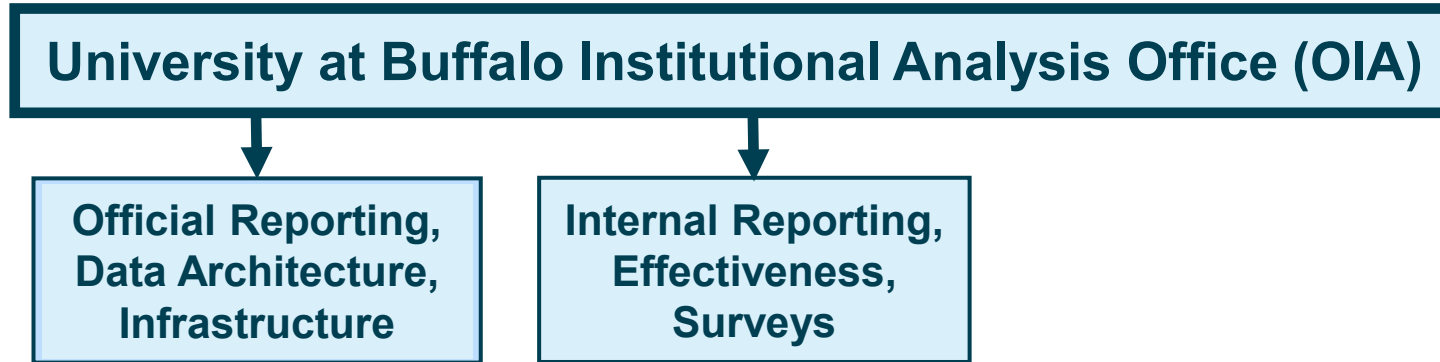 University at Buffalo Institutional Analysis Office (OIA)
Official Reporting,
Data Architecture,
Infrastructure
Internal Reporting,
Effectiveness,
Surveys